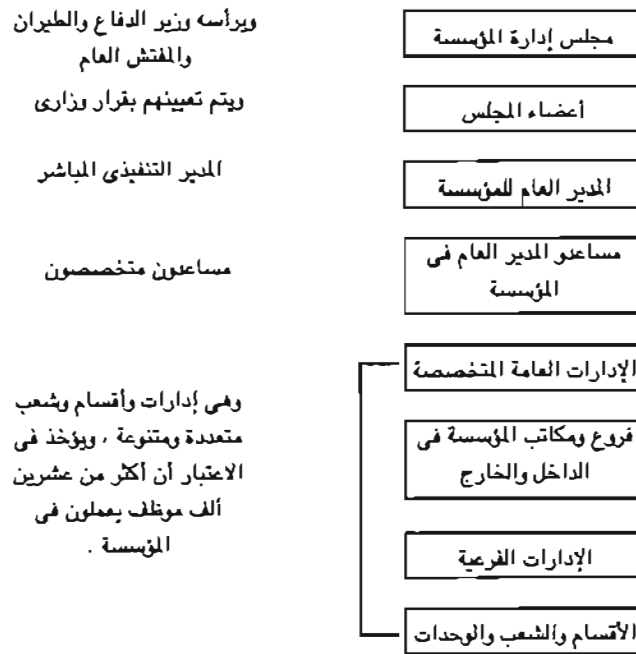 مجلس إدارة المؤسسة
ويرأسه وزير الدفاع والطيران
والمفتش العام
أعضاء المجلس
ويتم تعيينهم بقرار وزارى
المدير العام للمؤسسة
المدير التنفيذى المباشر
مساعدو المدير العام فى
المؤسسة
مساعدون متخصصون
الإدارات العامة المتخصصة
فروع ومكاتب المؤسسة فى
الداخل والخارج
الإدارات الفرعية
الأقسام والشعب والوحدات
وهى إدارات وأقسام وشعب
متعددة ومتنوعة ، ويؤخذ فى
الاعتبار أن أكثر من عشرين
ألف موظف يعملون فى
المؤسسة .